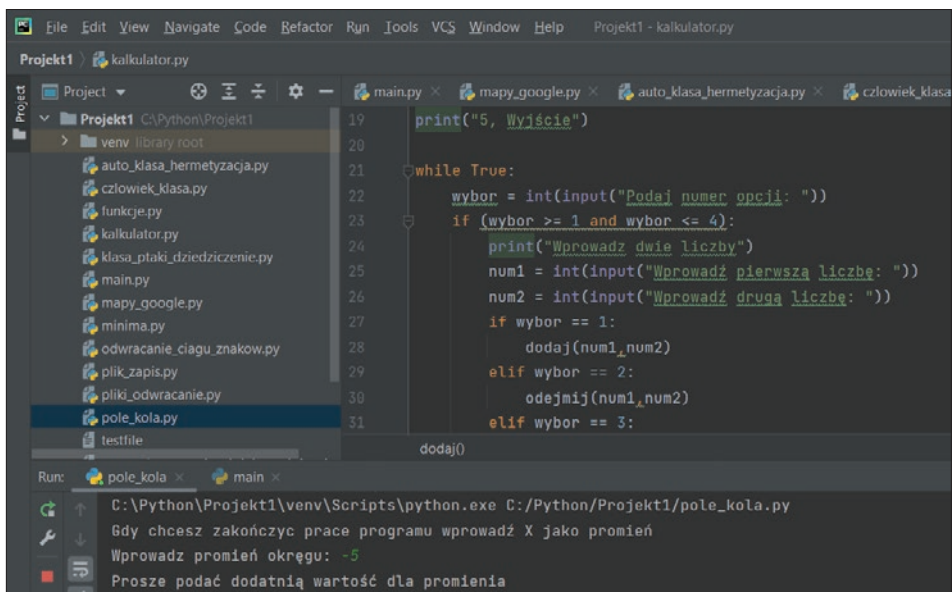 File Edit View Navigate Code Refactor Run Tools VCS Window Help Projekt1 - kalkulator.py
Projekt1 kalkulator.py
Project
Project
main.py mapy_google.py auto_klasa_hermetyzacja.py czlowiek_klasa
Projekt1 C:\Python\Projekt1
venv library root
auto_klasa_hermetyzacja.py
czlowiek_klasa.py
funkcje.py
kalkulator.py
klasa_ptaki_dziedziczenie.py
main.py
mapy_google.py
minima.py
odwracanie_ciagu_znakow.py
plik_zapis.py
pliki_odwracanie.py
pole_kola.py
testfile
19 print("5, Wyjście")
20
21 while True:
22 wybor = int(input("Podaj numer opcji: "))
23 if (wybor >= 1 and wybor <= 4):
24 print("Wprowadz dwie liczby")
25 num1 = int(input("Wprowadź pierwszą liczbę: "))
26 num2 = int(input("Wprowadź drugą liczbę: "))
27 if wybor == 1:
28 dodaj(num1,num2)
29 elif wybor == 2:
30 odejmij(num1,num2)
31 elif wybor == 3:
dodaj()
Run: pole_kola main
C:\Python\Projekt1\venv\Scripts\python.exe C:/Python/Projekt1/pole_kola.py
Gdy chcesz zakończyc prace programu wprowadź X jako promień
Wprowadz promień okręgu: -5
Prosze podać dodatnią wartość dla promienia